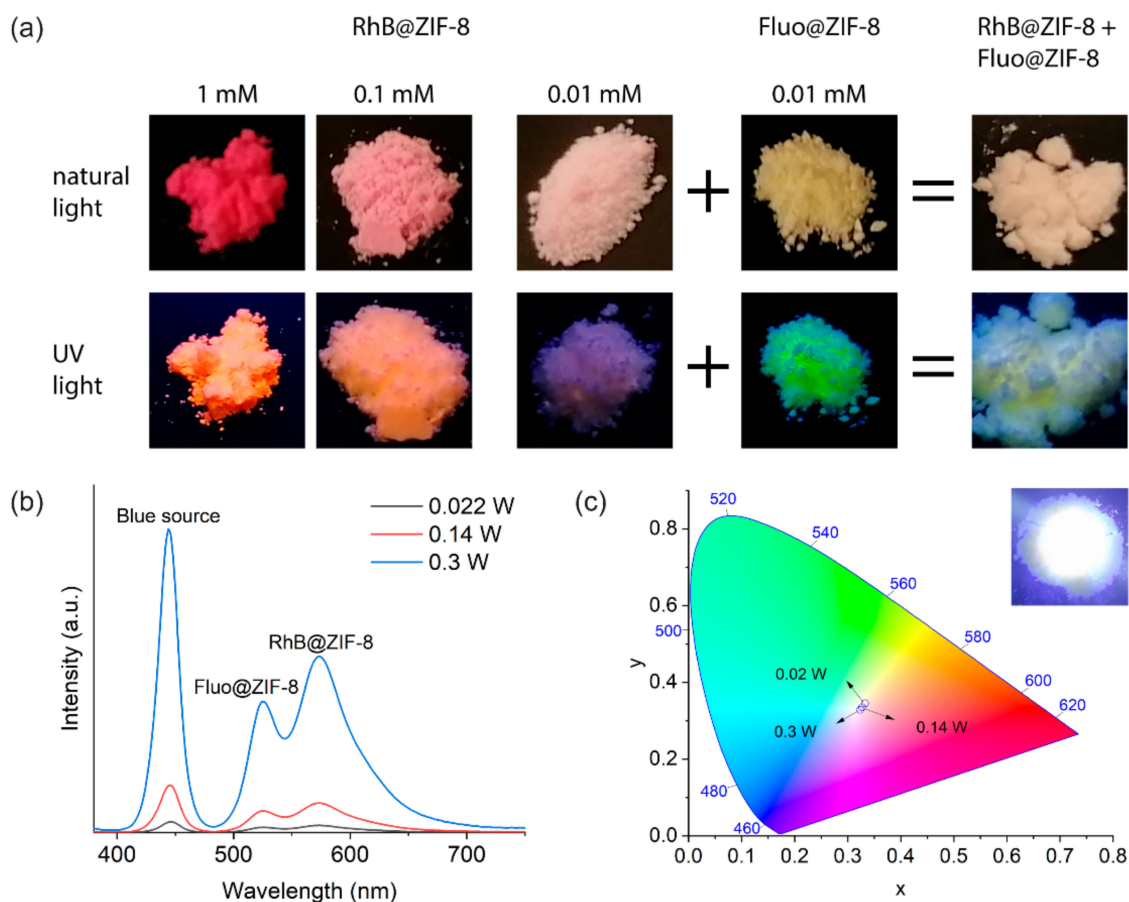 (a)
RhB@ZIF-8
Fluo@ZIF-8
RhB@ZIF-8 +
Fluo@ZIF-8
1 mM
0.1 mM
0.01 mM
0.01 mM
natural
light
+
=
UV
light
+
=
(b)
Blue source
Fluo@ZIF-8
RhB@ZIF-8
0.022 W
0.14 W
0.3 W
Intensity (a.u.)
400
500
600
700
Wavelength (nm)
(c)
520
540
560
580
600
620
500
480
460
0.02 W
0.3 W
0.14 W
y
0.8
0.6
0.4
0.2
0.0
0.0
0.1
0.2
0.3
0.4
0.5
0.6
0.7
0.8
x